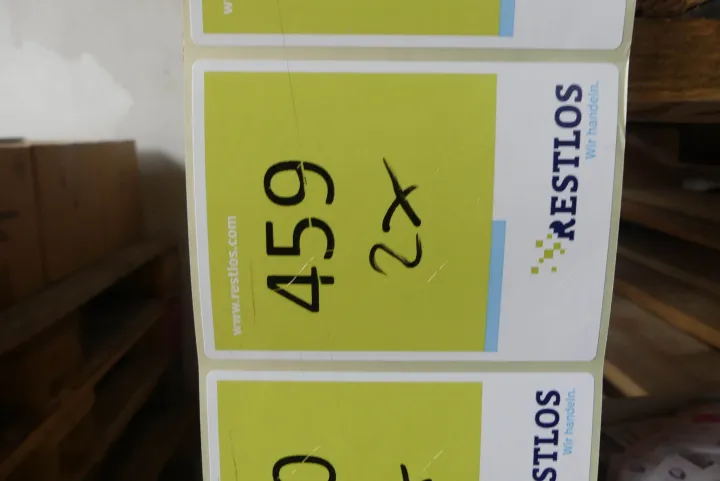 www.restlos.com
459
2x
RESTLOS
Wir handeln.
RESTLOS
Wir handeln.